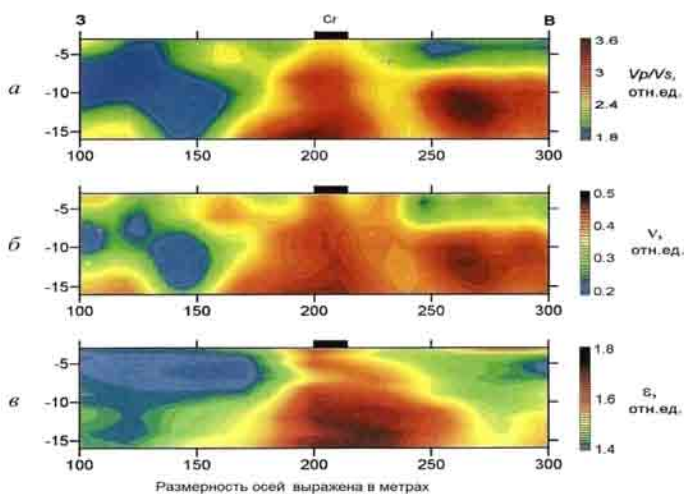 З Cr В
-5
-10
-15
100 150 200 250 300
а
3.6
3
2.4
1.8
Vp/Vs,
отн.ед.
-5
-10
-15
100 150 200 250 300
б
0.5
0.4
0.3
0.2
ν,
отн.ед.
-5
-10
-15
100 150 200 250 300
в
1.8
1.6
1.4
ε,
отн.ед.
Размерность осей выражена в метрах